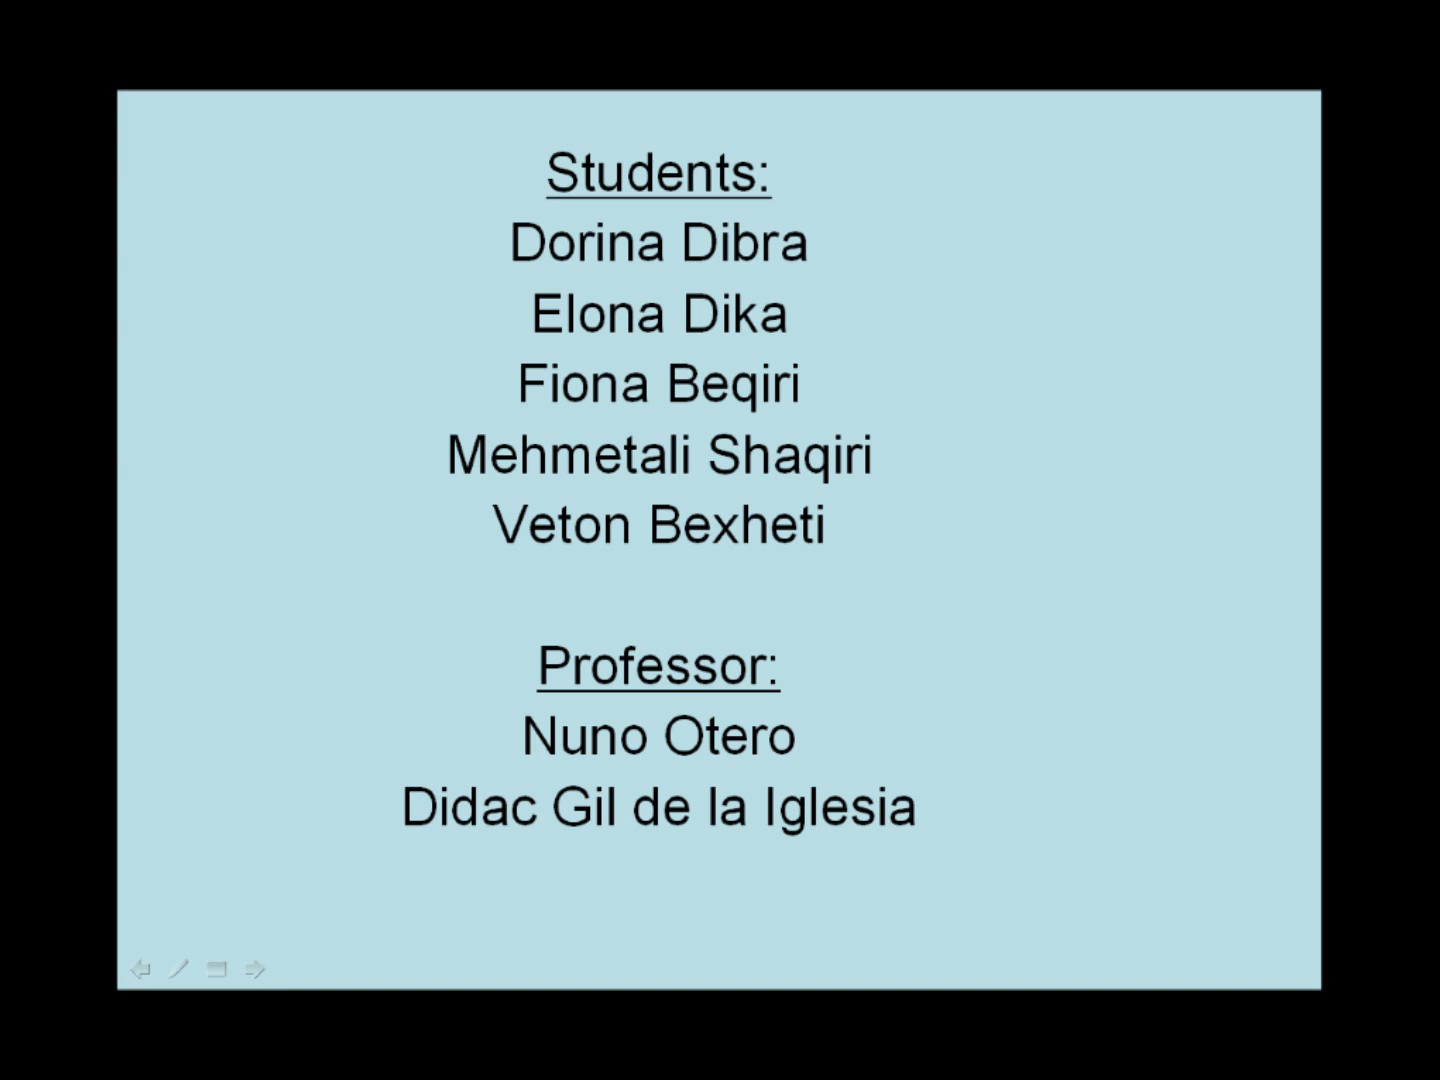 Students:
Dorina Dibra
Elona Dika
Fiona Beqiri
Mehmetali Shaqiri
Veton Bexheti
Professor:
Nuno Otero
Didac Gil de la Iglesia